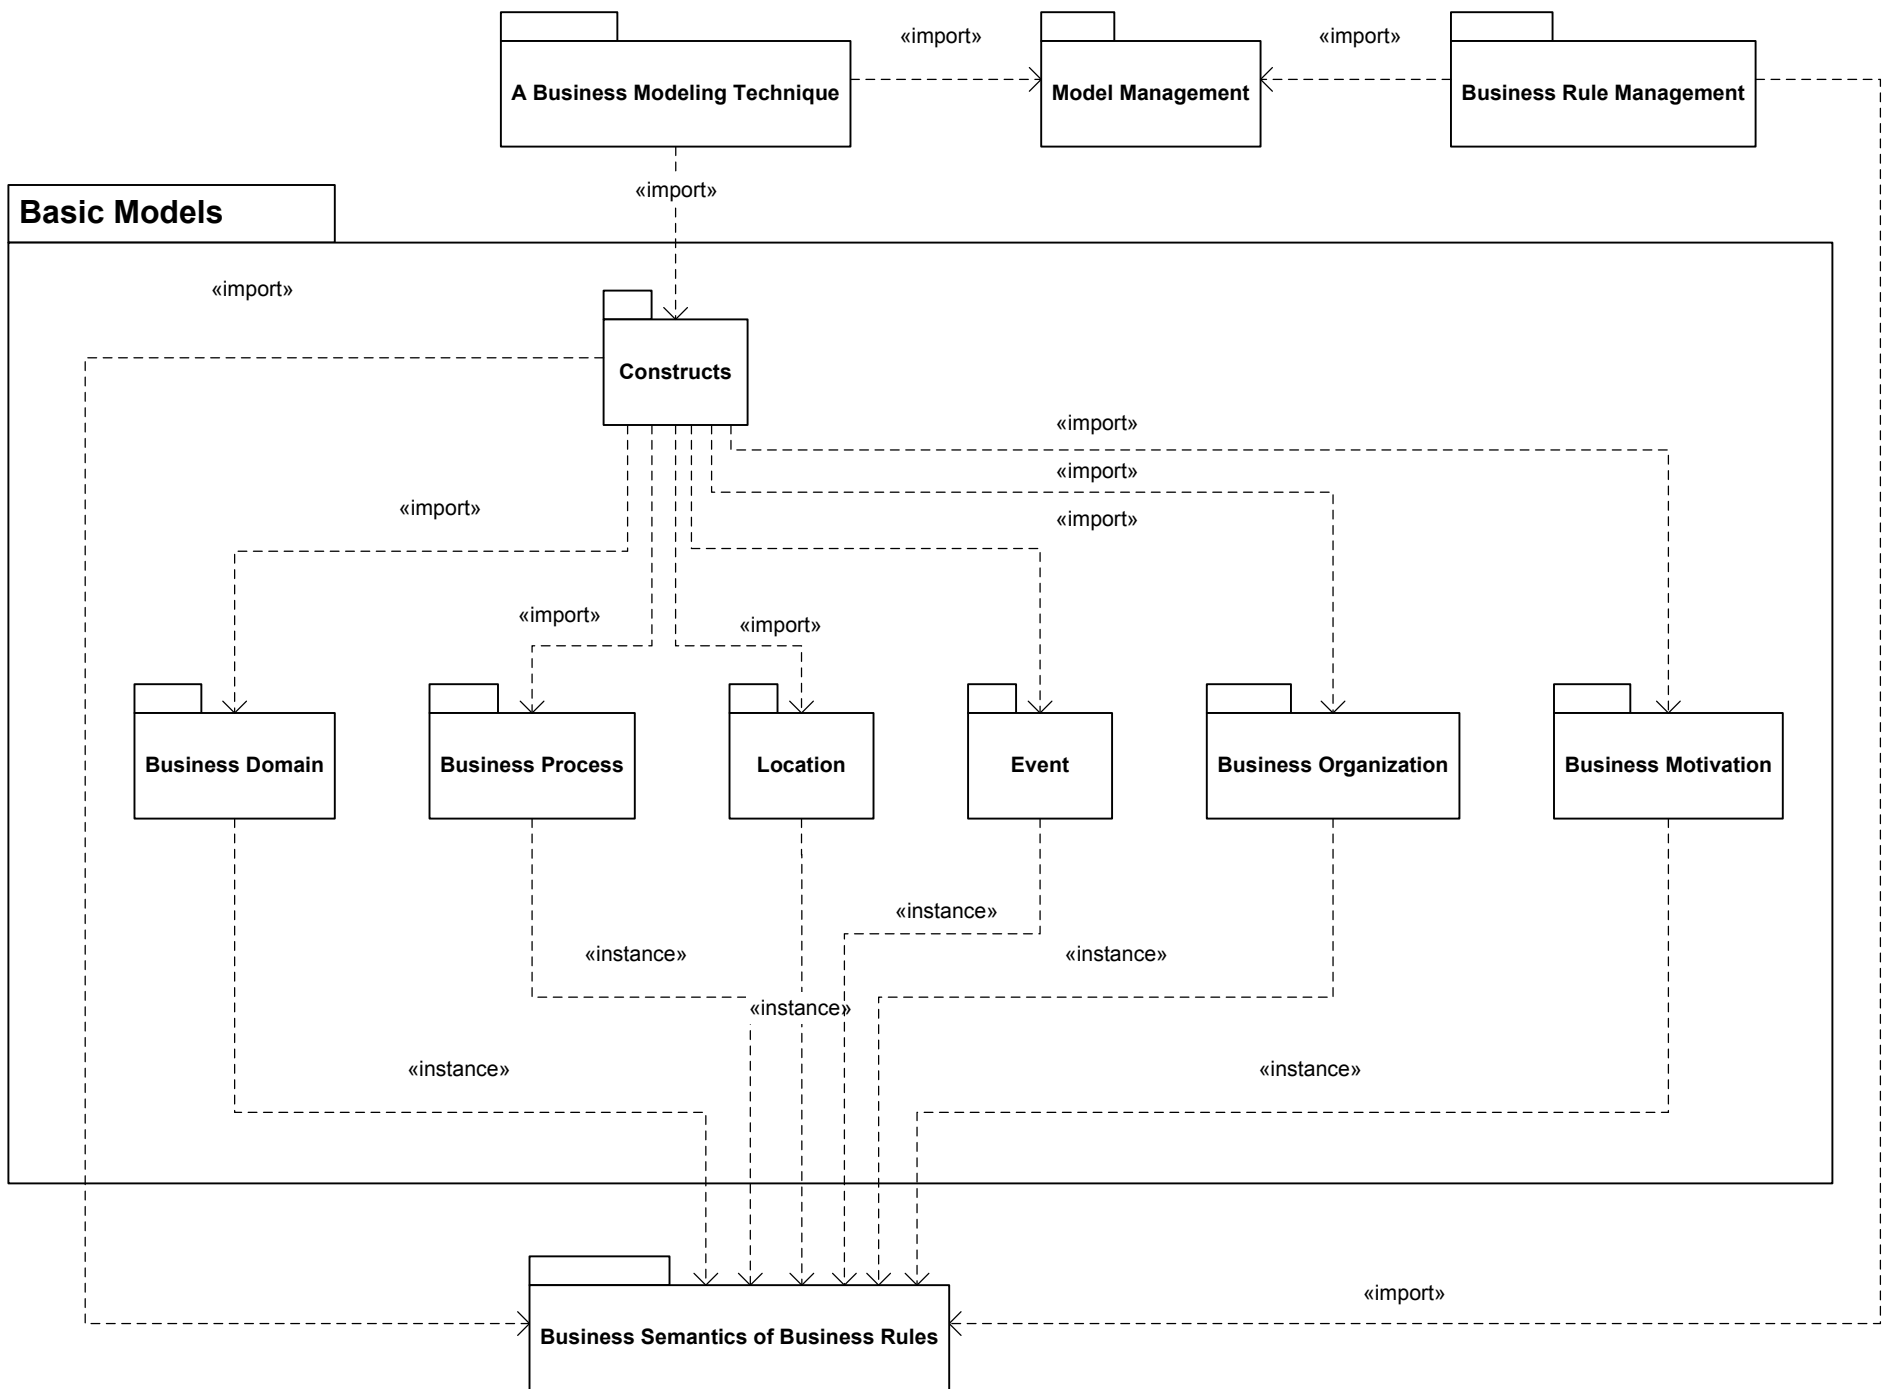 «import»
«import»
A Business Modeling Technique
Model Management
Business Rule Management
«import»
Basic Models
«import»
Constructs
«import»
«import»
«import»
«import»
«import»
«import»
Business Domain
Business Process
Location
Event
Business Organization
Business Motivation
«instance»
«instance»
«instance»
«instance»
«instance»
«instance»
«import»
Business Semantics of Business Rules